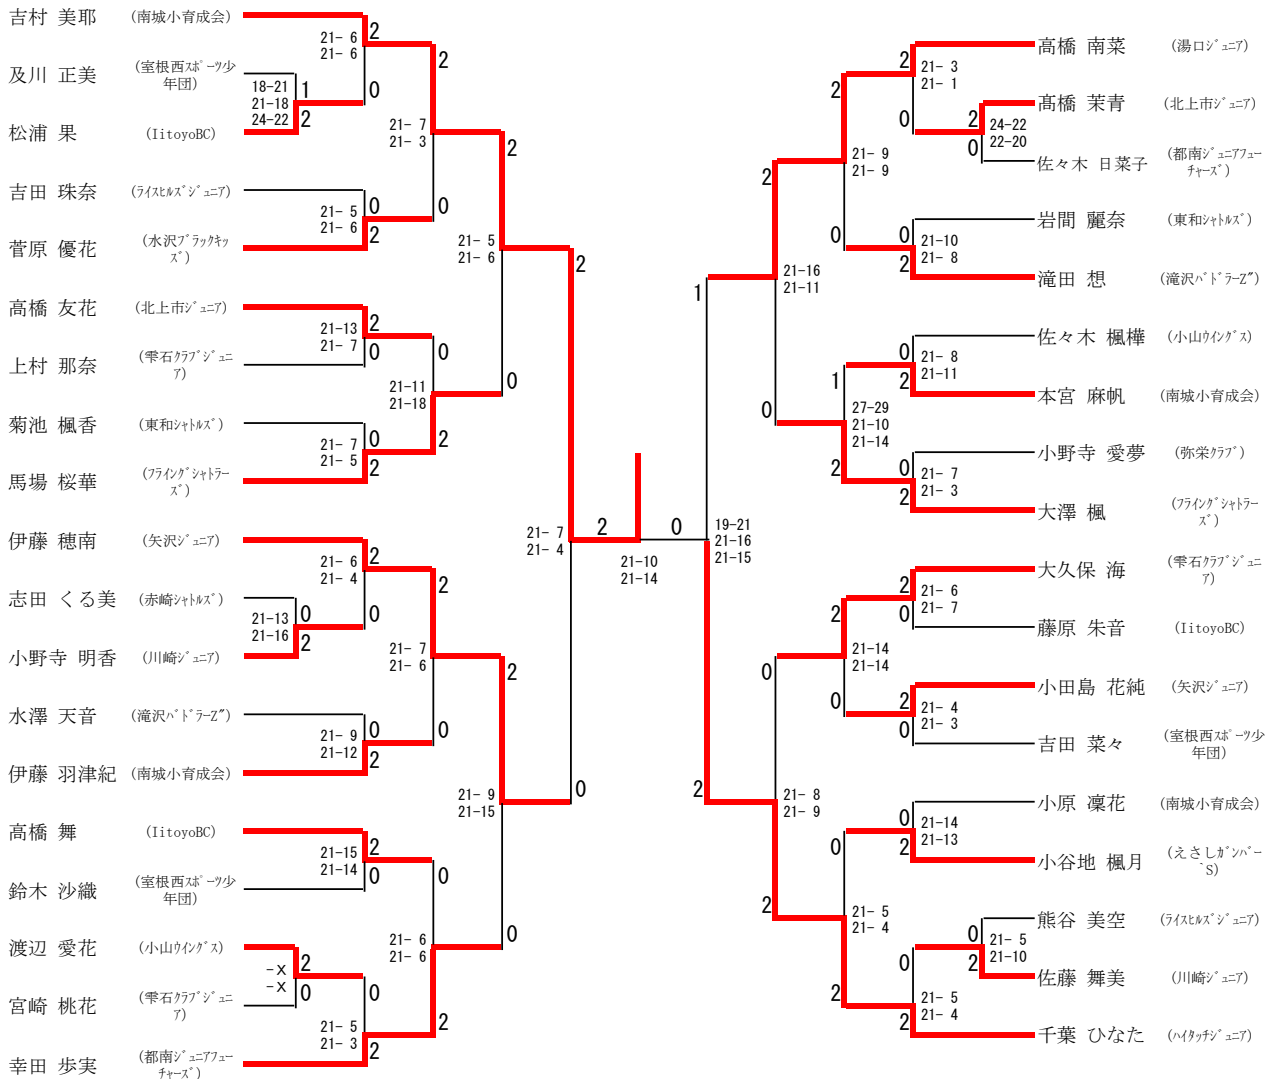 吉村 美耶 (南城小育成会)
及川 正美 (室根西ｽﾎﾟｰﾂ少
年団)
松浦 果 (IitoyoBC)
吉田 珠奈 (ﾗｲｽﾋﾙｽﾞｼﾞｭﾆｱ)
菅原 優花 (水沢ﾌﾞﾗｯｸｷｯ
ｽﾞ)
高橋 友花 (北上市ｼﾞｭﾆｱ)
上村 那奈 (雫石ｸﾗﾌﾞｼﾞｭﾆ
ｱ)
菊池 楓香 (東和ｼｬﾄﾙｽﾞ)
馬場 桜華 (ﾌﾗｲﾝｸﾞｼｬﾄﾗｰ
ｽﾞ)
伊藤 穂南 (矢沢ｼﾞｭﾆｱ)
志田 くる美 (赤崎ｼｬﾄﾙｽﾞ)
小野寺 明香 (川崎ｼﾞｭﾆｱ)
水澤 天音 (滝沢ﾊﾞﾄﾞﾗｰZ")
伊藤 羽津紀 (南城小育成会)
高橋 舞 (IitoyoBC)
鈴木 沙織 (室根西ｽﾎﾟｰﾂ少
年団)
渡辺 愛花 (小山ｳｲﾝｸﾞｽ)
宮崎 桃花 (雫石ｸﾗﾌﾞｼﾞｭﾆ
ｱ)
幸田 歩実 (都南ｼﾞｭﾆｱﾌｭｰ
ﾁｬｰｽﾞ)
18-21
21-18
24-22
1
2
21-13
21-16
0
2
-X
-X
2
0
21- 6
21- 6
2
0
21- 5
21- 6
0
2
21-13
21- 7
2
0
21- 7
21- 5
0
2
21- 6
21- 4
2
0
21- 9
21-12
0
2
21-15
21-14
2
0
21- 5
21- 3
0
2
21- 7
21- 3
2
0
21-11
21-18
0
2
21- 7
21- 6
2
0
21- 6
21- 6
0
2
21- 5
21- 6
2
0
21- 9
21-15
2
0
21- 7
21- 4
2
0
2
0
21-10
21-14
19-21
21-16
21-15
1
2
21-16
21-11
2
0
21- 8
21- 9
0
2
21- 9
21- 9
2
0
27-29
21-10
21-14
1
2
21-14
21-14
2
0
21- 5
21- 4
0
2
21- 3
21- 1
2
0
21-10
21- 8
0
2
21- 8
21-11
0
2
21- 7
21- 3
0
2
21- 6
21- 7
2
0
21- 4
21- 3
2
0
21-14
21-13
0
2
21- 5
21- 4
0
2
24-22
22-20
2
0
21- 5
21-10
0
2
高橋 南菜 (湯口ｼﾞｭﾆｱ)
髙橋 茉青 (北上市ｼﾞｭﾆｱ)
佐々木 日菜子 (都南ｼﾞｭﾆｱﾌｭｰ
ﾁｬｰｽﾞ)
岩間 麗奈 (東和ｼｬﾄﾙｽﾞ)
滝田 想 (滝沢ﾊﾞﾄﾞﾗｰZ")
佐々木 楓樺 (小山ｳｲﾝｸﾞｽ)
本宮 麻帆 (南城小育成会)
小野寺 愛夢 (弥栄ｸﾗﾌﾞ)
大澤 楓 (ﾌﾗｲﾝｸﾞｼｬﾄﾗｰ
ｽﾞ)
大久保 海 (雫石ｸﾗﾌﾞｼﾞｭﾆ
ｱ)
藤原 朱音 (IitoyoBC)
小田島 花純 (矢沢ｼﾞｭﾆｱ)
吉田 菜々 (室根西ｽﾎﾟｰﾂ少
年団)
小原 凜花 (南城小育成会)
小谷地 楓月 (えさしｶﾞﾝﾊﾞｰ
`S)
熊谷 美空 (ﾗｲｽﾋﾙｽﾞｼﾞｭﾆｱ)
佐藤 舞美 (川崎ｼﾞｭﾆｱ)
千葉 ひなた (ﾊｲﾀｯﾁｼﾞｭﾆｱ)